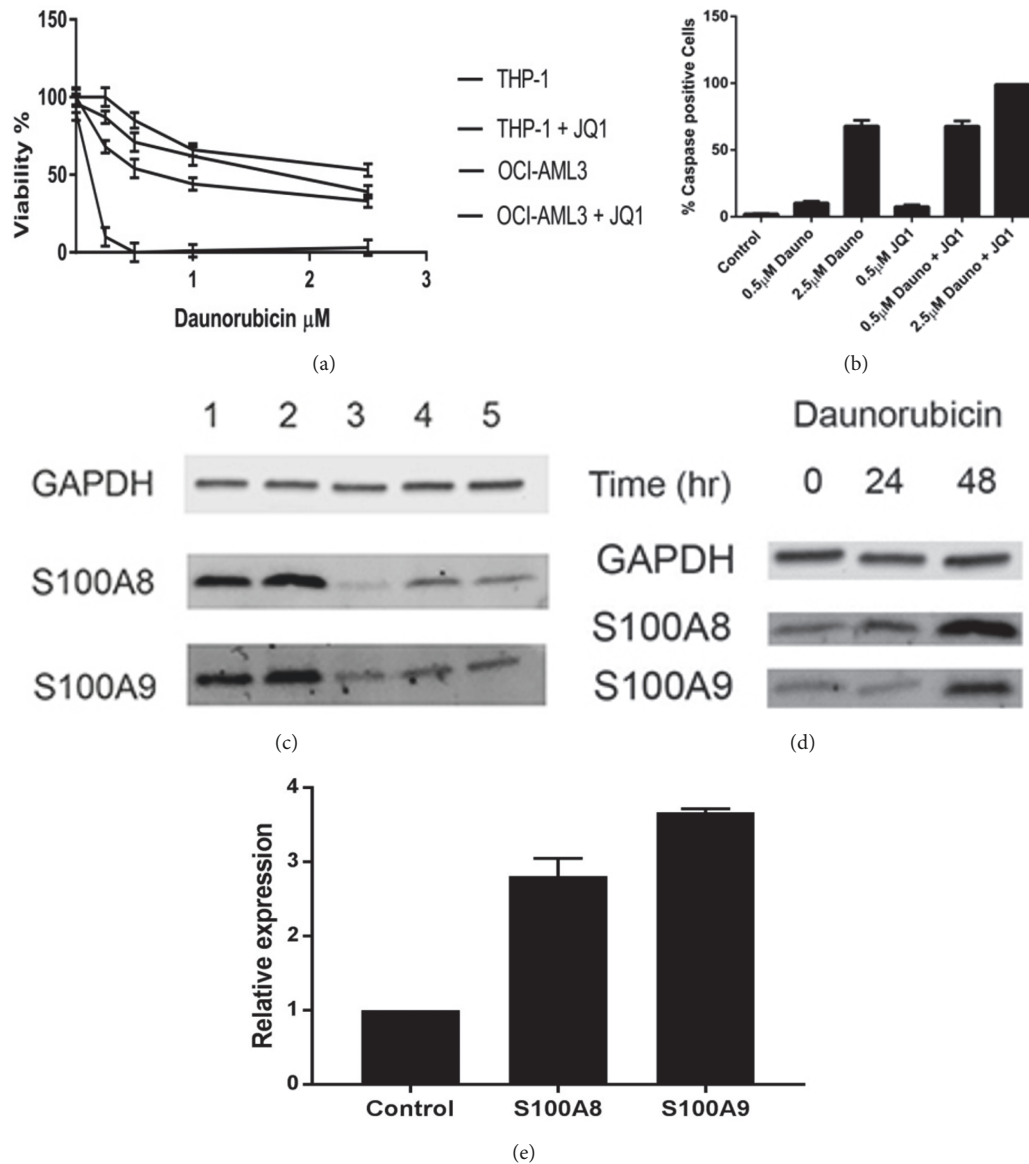 150
100
50
0
Viability %
1
2
3
Daunorubicin μM
THP-1
THP-1 + JQ1
OCI-AML3
OCI-AML3 + JQ1
(a)
150
100
50
0
% Caspase positive Cells
Control
0.5μM Dauno
2.5μM Dauno
0.5μM JQ1
0.5μM Dauno + JQ1
2.5μM Dauno + JQ1
(b)
1 2 3 4 5
GAPDH
S100A8
S100A9
(c)
Daunorubicin
Time (hr) 0 24 48
GAPDH
S100A8
S100A9
(d)
4
3
2
1
0
Relative expression
Control S100A8 S100A9
(e)